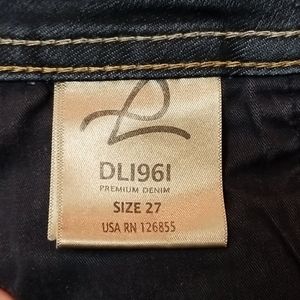 DL1961
PREMIUM DENIM
SIZE 27
USA RN 126855